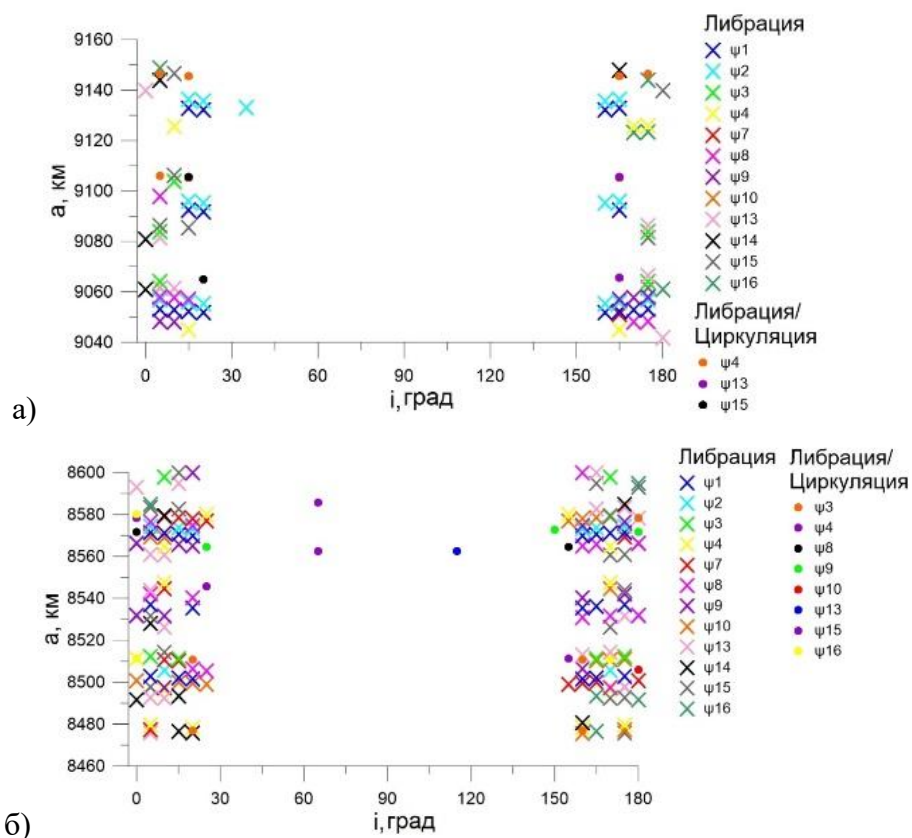 9160
9140
9120
9100
9080
9060
9040
a, км
0
30
60
90
120
150
180
i, град
Либрация
ψ1
ψ2
ψ3
ψ4
ψ7
ψ8
ψ9
ψ10
ψ13
ψ14
ψ15
ψ16
Либрация/
Циркуляция
ψ4
ψ13
ψ15
а)
8600
8580
8560
8540
8520
8500
8480
8460
a, км
0
30
60
90
120
150
180
i, град
Либрация
ψ1
ψ2
ψ3
ψ4
ψ7
ψ8
ψ9
ψ10
ψ13
ψ14
ψ15
ψ16
Либрация/
Циркуляция
ψ3
ψ4
ψ8
ψ9
ψ10
ψ13
ψ15
ψ16
б)